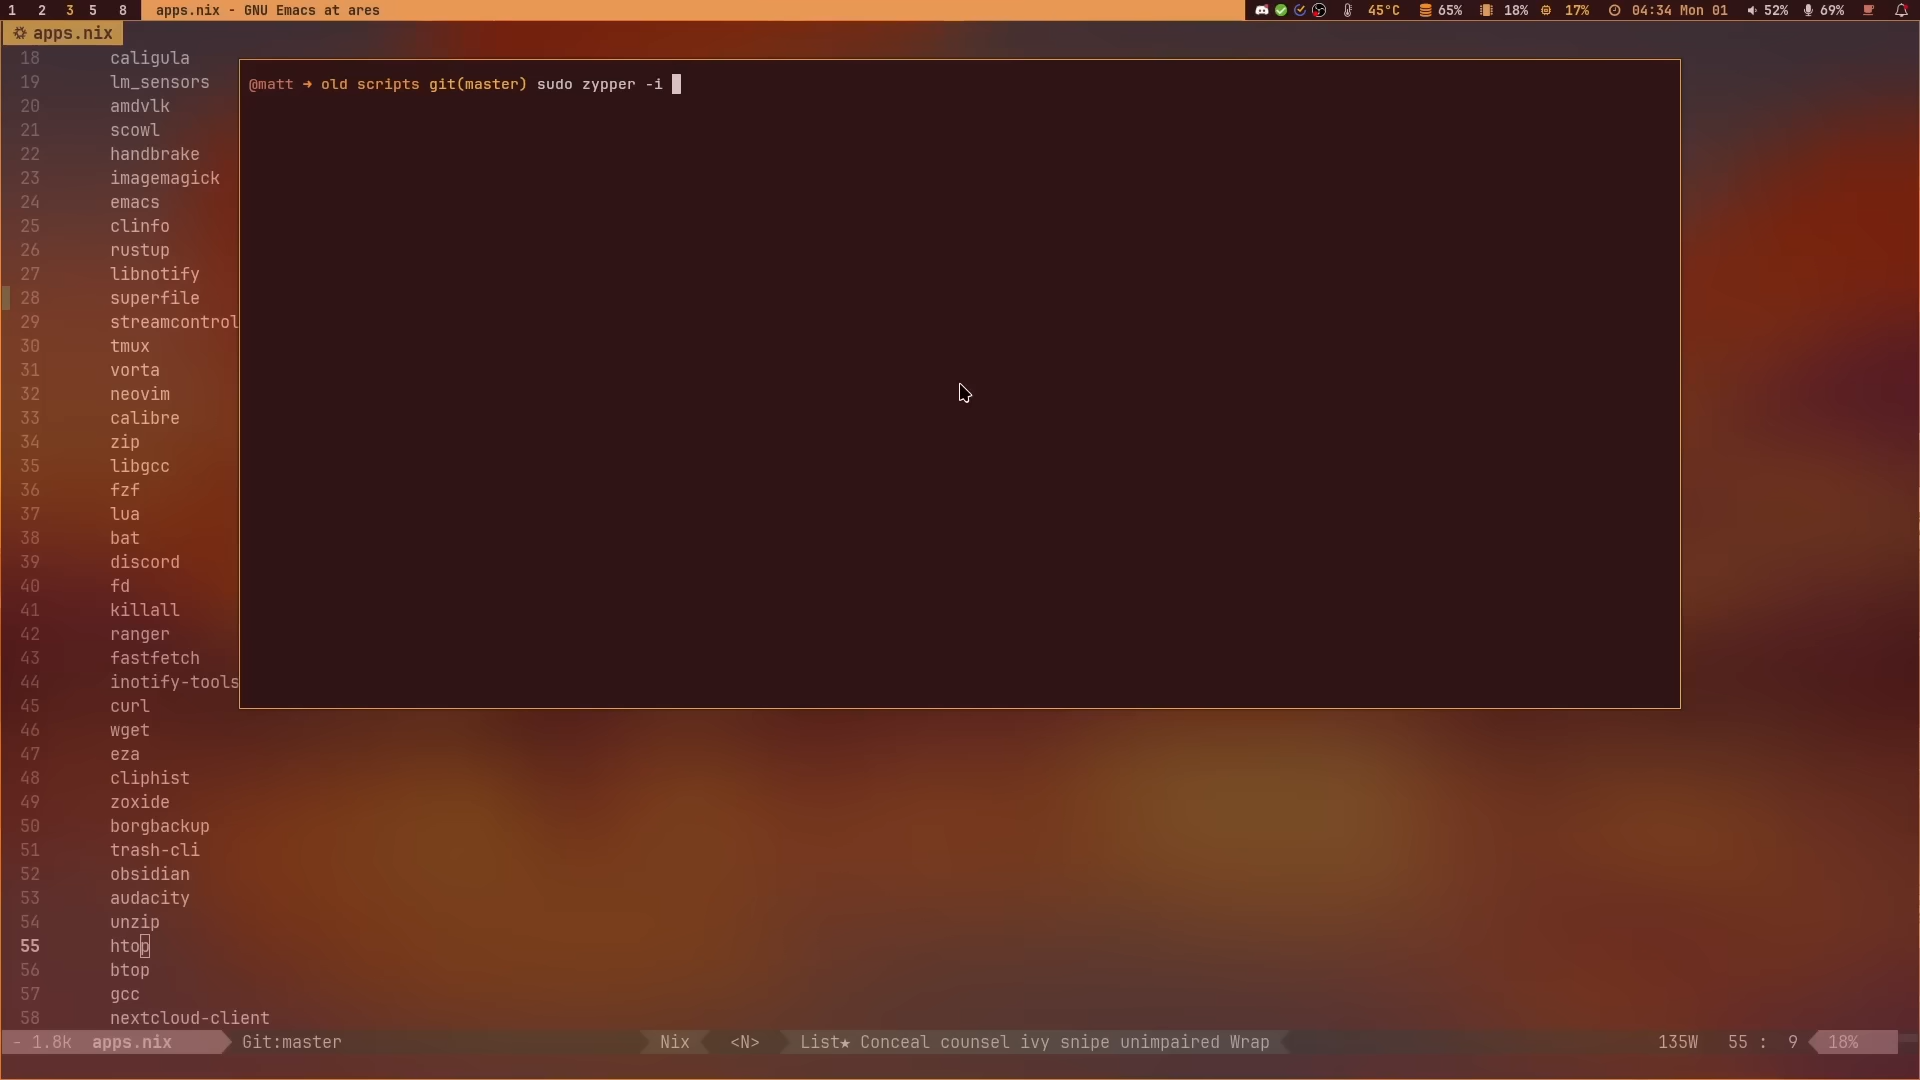 1 2 3 5 8 apps.nix - GNU Emacs at ares 45°C 65% 18% 17% 04:34 Mon 01 52% 69%
apps.nix
18 caligula
19 lm_sensors
20 amdvlk
21 scowl
22 handbrake
23 imagemagick
24 emacs
25 clinfo
26 rustup
27 libnotify
28 superfile
29 streamcontrol
30 tmux
31 vorta
32 neovim
33 calibre
34 zip
35 libgcc
36 fzf
37 lua
38 bat
39 discord
40 fd
41 killall
42 ranger
43 fastfetch
44 inotify-tools
45 curl
46 wget
47 eza
48 cliphist
49 zoxide
50 borgbackup
51 trash-cli
52 obsidian
53 audacity
54 unzip
55 htop
56 btop
57 gcc
58 nextcloud-client
@matt ➜ old scripts git(master) sudo zypper -i
- 1.8k apps.nix Git:master Nix <N> List★ Conceal counsel ivy snipe unimpaired Wrap 135W 55 : 9 18%